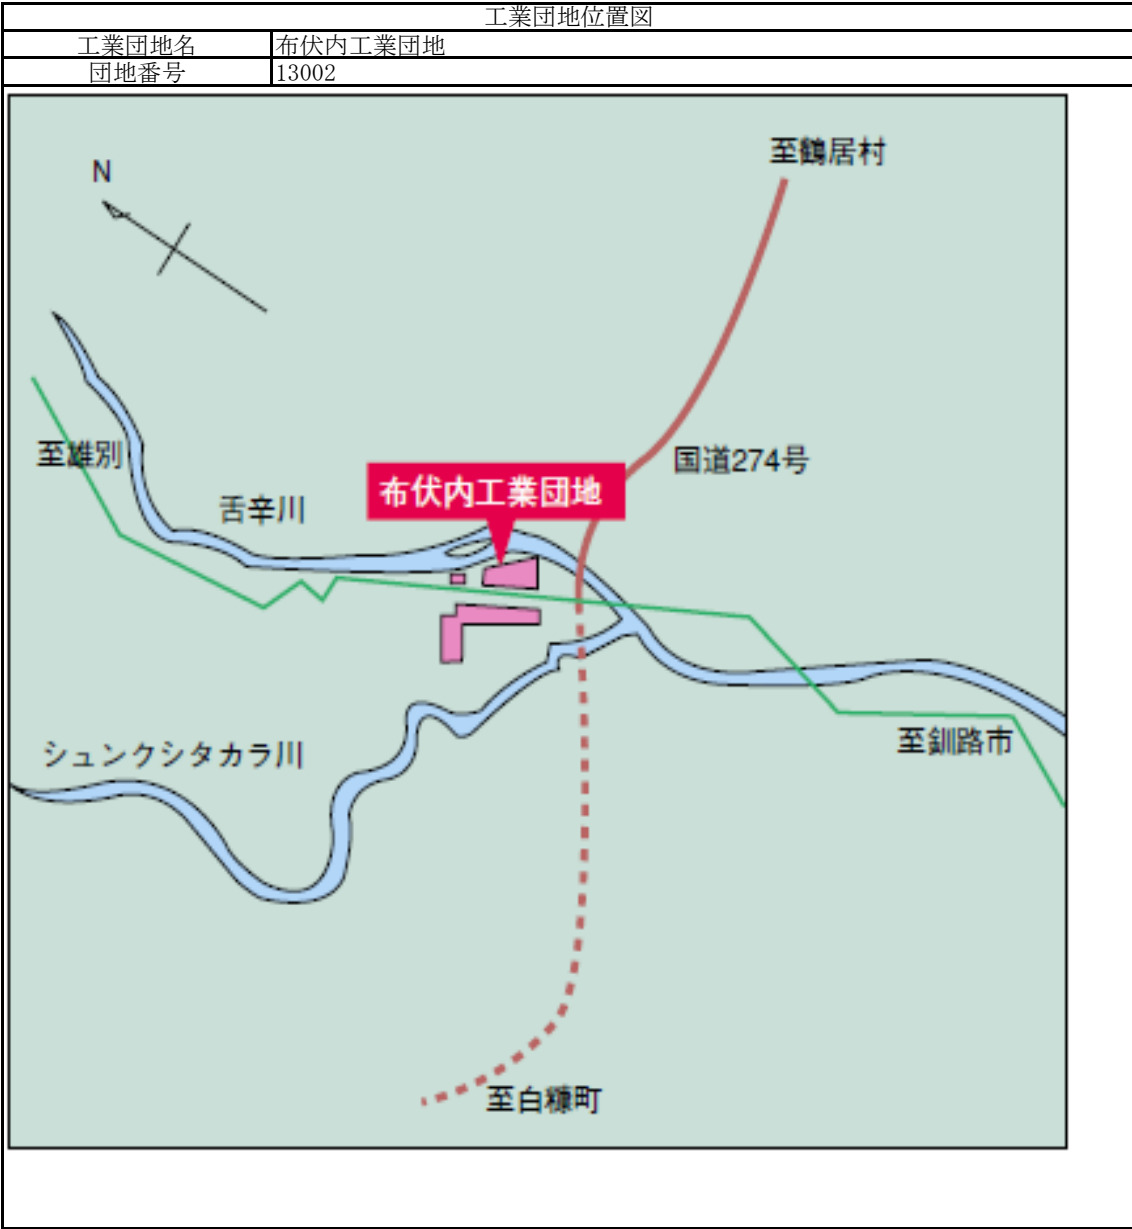 工業団地位置図
工業団地名 布伏内工業団地
団地番号 13002
至鶴居村
N
国道274号
至雄別
布伏内工業団地
舌辛川
至釧路市
シュンクシタカラ川
至白糠町